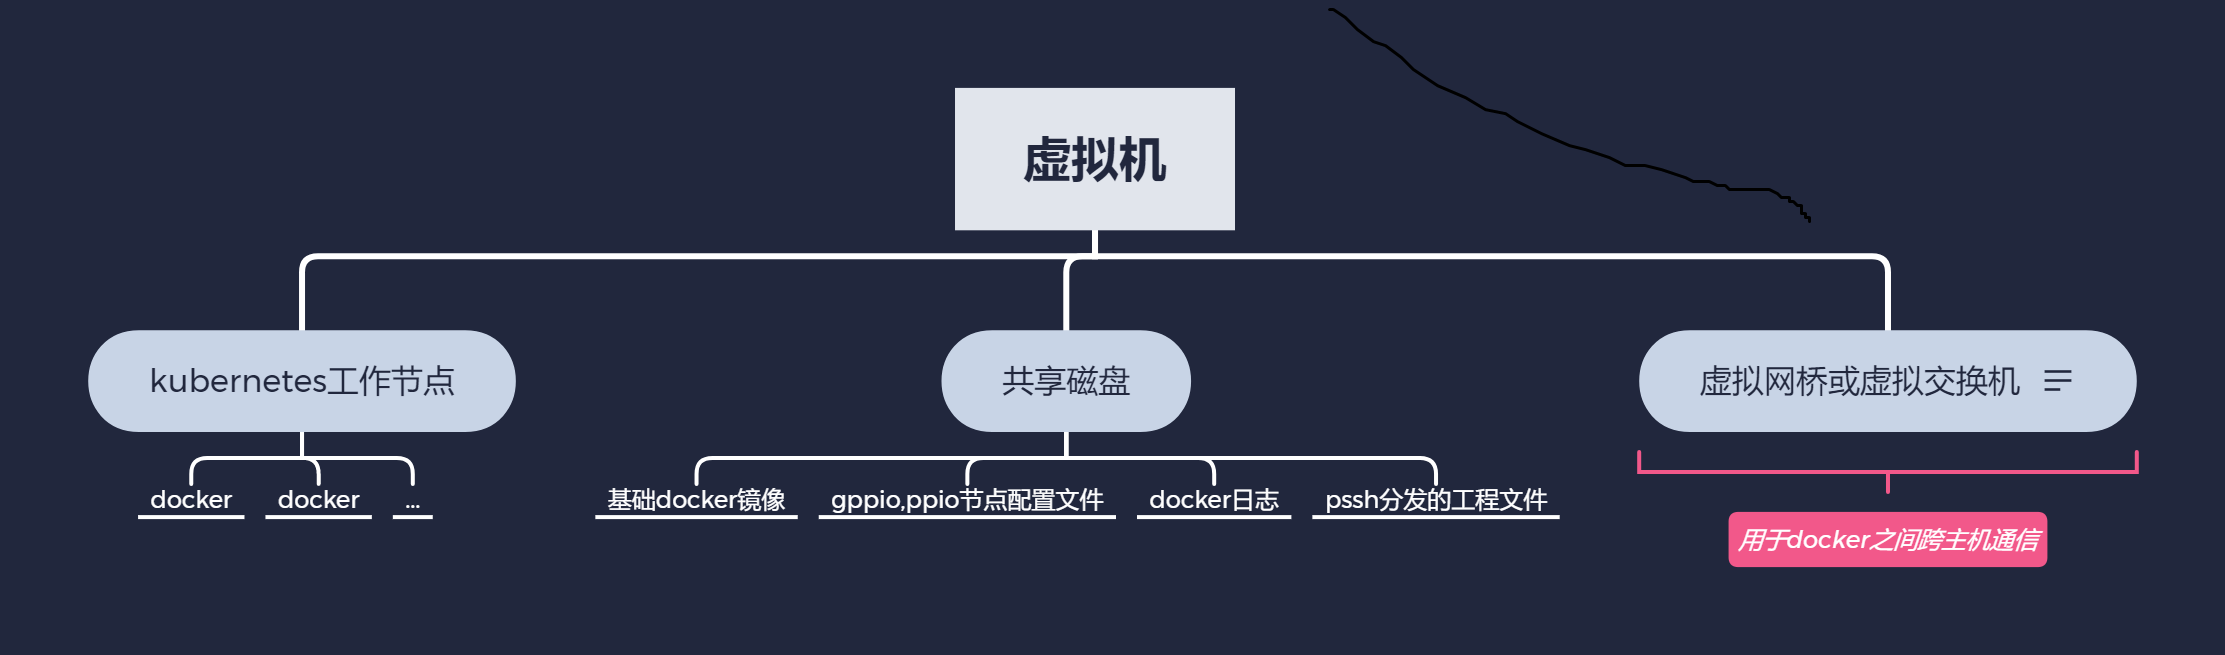 虚拟机
kubernetes工作节点
共享磁盘
虚拟网桥或虚拟交换机
docker
docker
...
基础docker镜像
gppio,ppio节点配置文件
docker日志
pssh分发的工程文件
用于docker之间跨主机通信